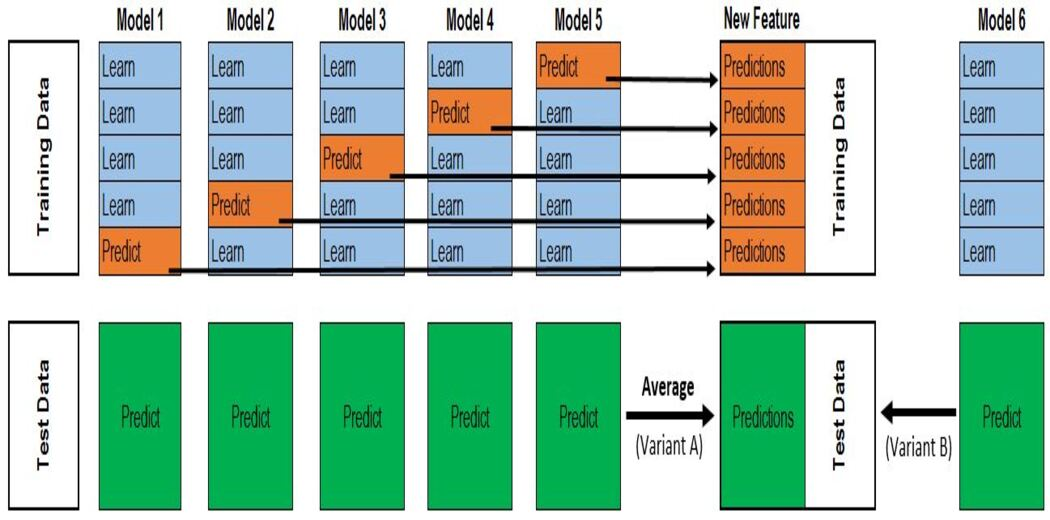 Model 1 Model 2 Model 3 Model 4 Model 5 New Feature Model 6
Training Data
Learn Learn Learn Learn Predict Predictions Learn
Learn Learn Learn Predict Learn Predictions Learn
Learn Learn Predict Learn Learn Predictions Learn
Learn Predict Learn Learn Learn Predictions Learn
Predict Learn Learn Learn Learn Predictions Learn
Training Data
Test Data
Predict Predict Predict Predict Predict
Average
(Variant A)
Predictions
Test Data
(Variant B)
Predict